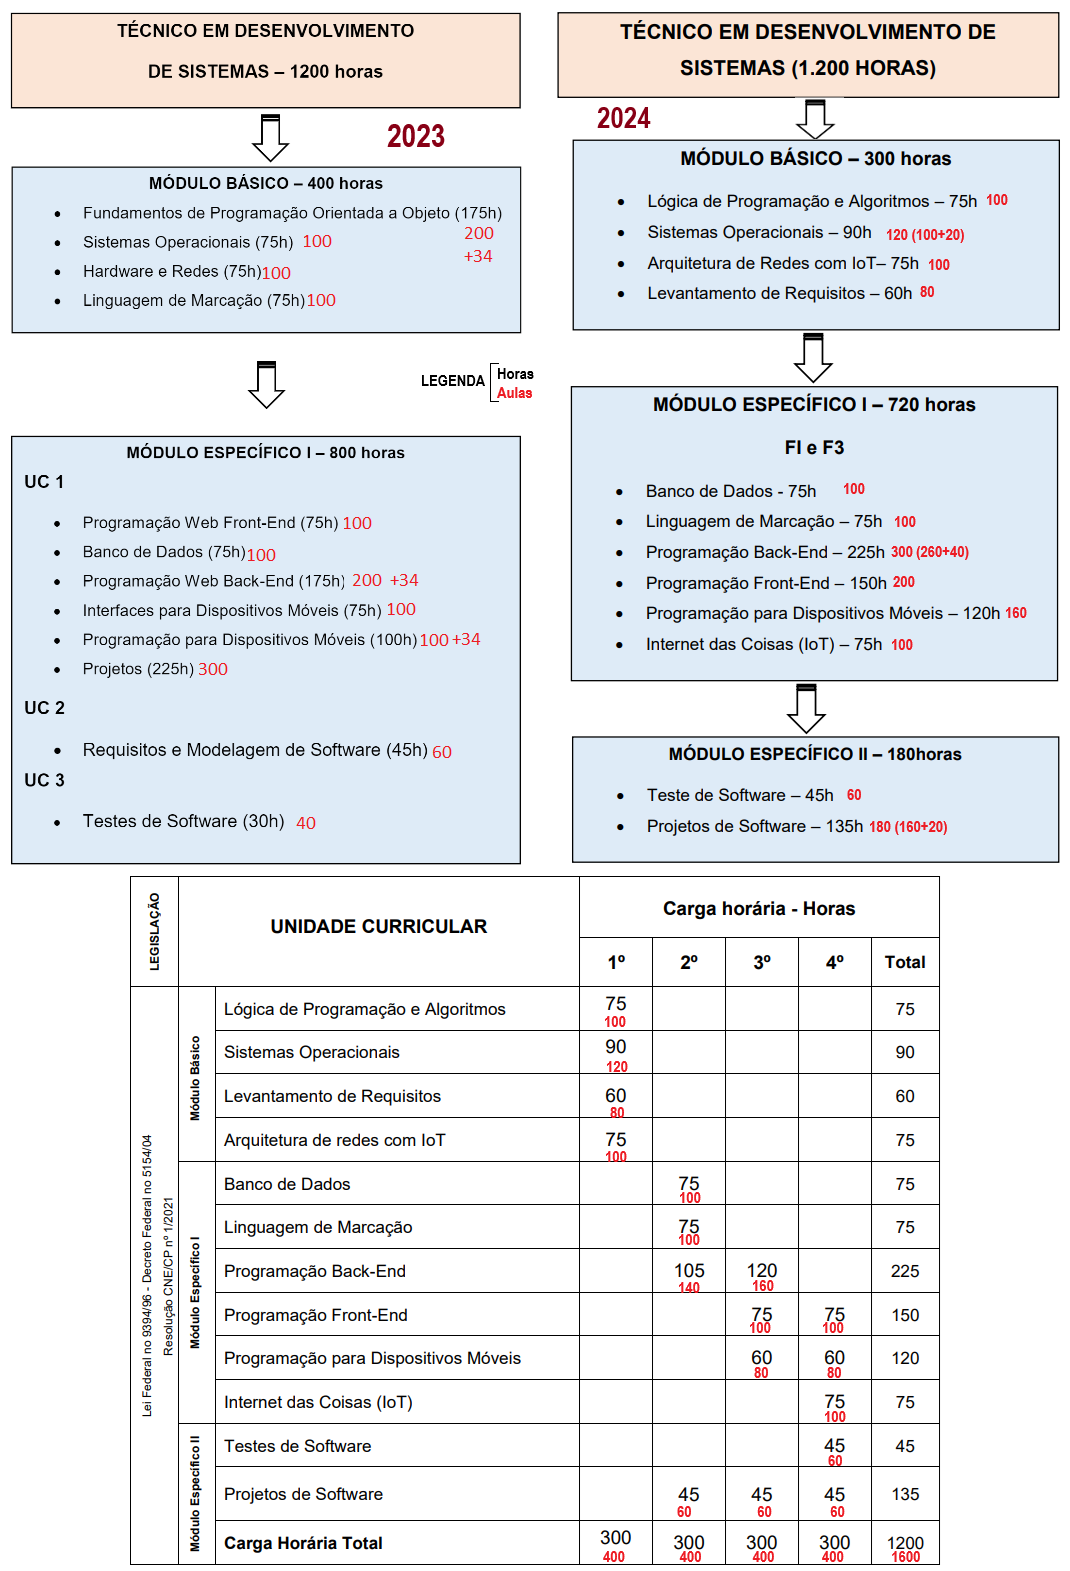 TÉCNICO EM DESENVOLVIMENTO
DE SISTEMAS – 1200 horas
2023
MÓDULO BÁSICO – 400 horas
• Fundamentos de Programação Orientada a Objeto (175h) 200 +34
• Sistemas Operacionais (75h) 100
• Hardware e Redes (75h) 100
• Linguagem de Marcação (75h) 100
LEGENDA
Horas
Aulas
MÓDULO ESPECÍFICO I – 800 horas
UC 1
• Programação Web Front-End (75h) 100
• Banco de Dados (75h) 100
• Programação Web Back-End (175h) 200 +34
• Interfaces para Dispositivos Móveis (75h) 100
• Programação para Dispositivos Móveis (100h) 100 +34
• Projetos (225h) 300
UC 2
• Requisitos e Modelagem de Software (45h) 60
UC 3
• Testes de Software (30h) 40
TÉCNICO EM DESENVOLVIMENTO DE
SISTEMAS (1.200 HORAS)
2024
MÓDULO BÁSICO – 300 horas
• Lógica de Programação e Algoritmos – 75h 100
• Sistemas Operacionais – 90h 120 (100+20)
• Arquitetura de Redes com IoT– 75h 100
• Levantamento de Requisitos – 60h 80
MÓDULO ESPECÍFICO I – 720 horas
FI e F3
• Banco de Dados - 75h 100
• Linguagem de Marcação – 75h 100
• Programação Back-End – 225h 300 (260+40)
• Programação Front-End – 150h 200
• Programação para Dispositivos Móveis – 120h 160
• Internet das Coisas (IoT) – 75h 100
MÓDULO ESPECÍFICO II – 180horas
• Teste de Software – 45h 60
• Projetos de Software – 135h 180 (160+20)
LEGISLAÇÃO
UNIDADE CURRICULAR
Carga horária - Horas
1º 2º 3º 4º Total
Lei Federal no 9394/96 - Decreto Federal no 5154/04
Resolução CNE/CP nº 1/2021
Módulo Básico
Lógica de Programação e Algoritmos 75 75
100
Sistemas Operacionais 90 90
120
Levantamento de Requisitos 60 60
80
Arquitetura de redes com IoT 75 75
100
Módulo Específico I
Banco de Dados 75 75
100
Linguagem de Marcação 75 75
100
Programação Back-End 105 120 225
140 160
Programação Front-End 75 75 150
100 100
Programação para Dispositivos Móveis 60 60 120
80 80
Internet das Coisas (IoT) 75 75
100
Módulo Específico II
Testes de Software 45 45
60
Projetos de Software 45 45 45 135
60 60 60
Carga Horária Total 300 300 300 300 1200
400 400 400 400 1600